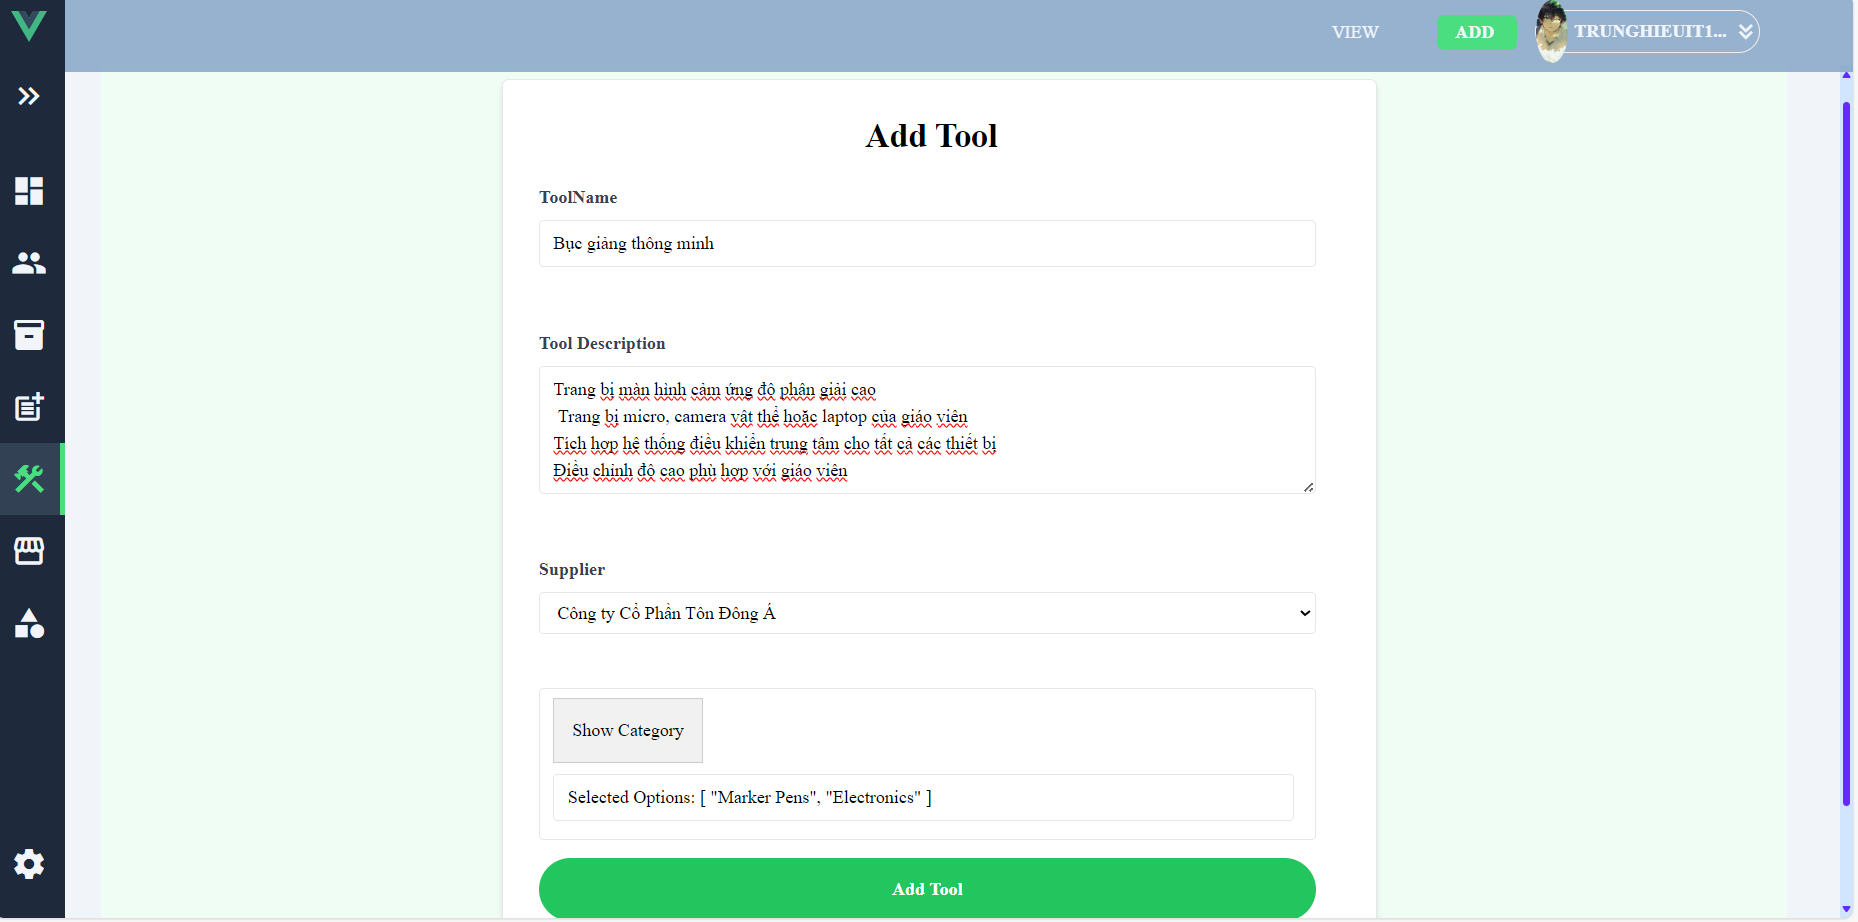 VIEW
ADD
TRUNGHIEUIT1...
Add Tool
ToolName
Bục giảng thông minh
Tool Description
Trang bị màn hình cảm ứng độ phân giải cao
Trang bị micro, camera vật thể hoặc laptop của giáo viên
Tích hợp hệ thống điều khiển trung tâm cho tất cả các thiết bị
Điều chỉnh độ cao phù hợp với giáo viên
Supplier
Công ty Cổ Phần Tôn Đông Á
Show Category
Selected Options: [ "Marker Pens", "Electronics" ]
Add Tool